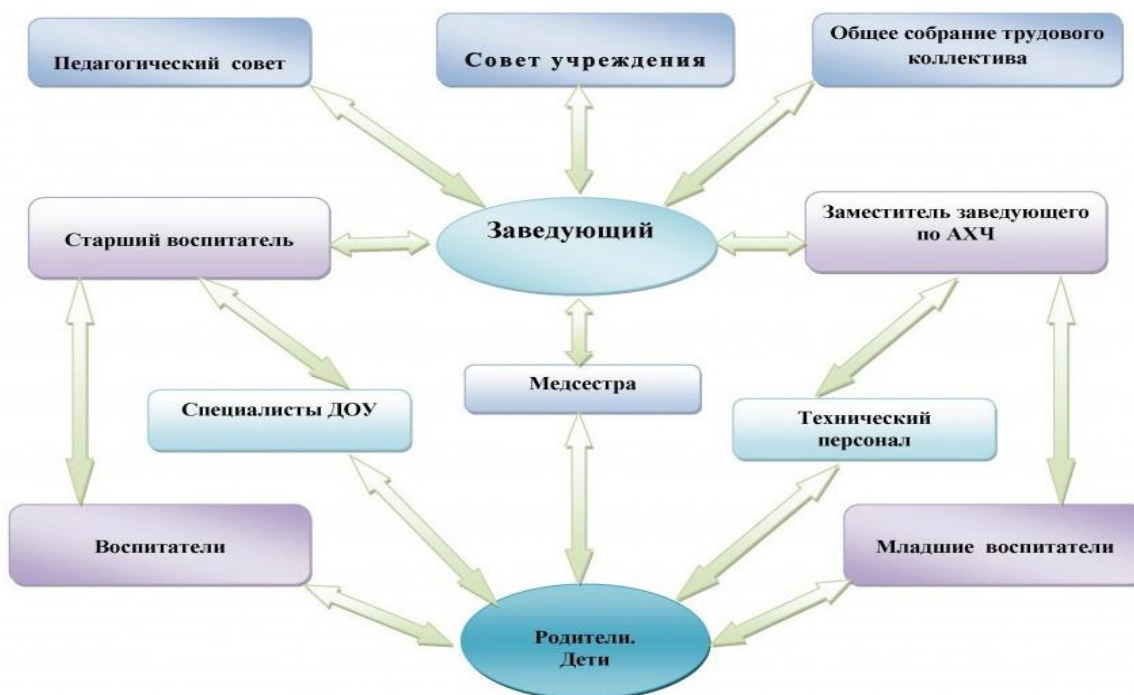 Педагогический совет
Совет учреждения
Общее собрание трудового
коллектива
Старший воспитатель
Заведующий
Заместитель заведующего
по АХЧ
Специалисты ДОУ
Медсестра
Технический
персонал
Воспитатели
Младшие воспитатели
Родители.
Дети